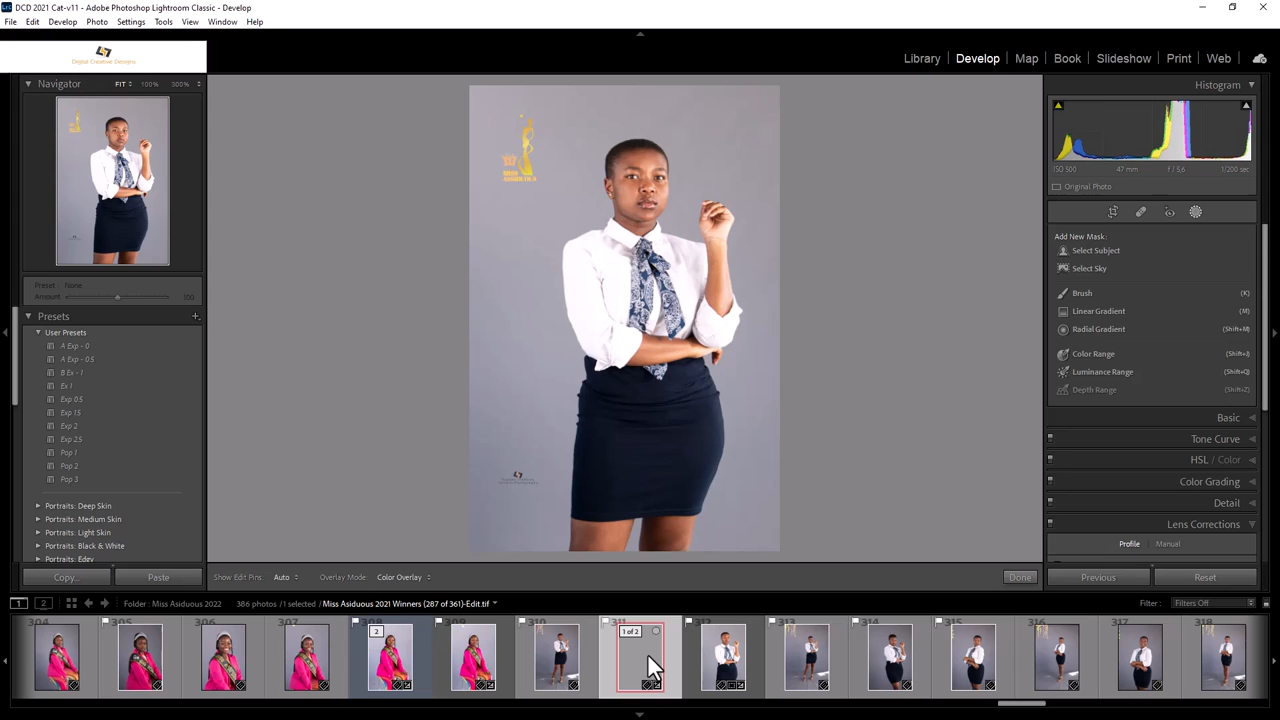 DCD 2021 Cat-v11 - Adobe Photoshop Lightroom Classic - Develop
File Edit Develop Photo Settings Tools View Window Help
Digital Creative Designs
Library Develop Map Book Slideshow Print Web
Navigator FIT 100% 300%
Histogram
ISO 500 47 mm f / 5.6 1/200 sec
Original Photo
Add New Mask:
Select Subject
Select Sky
Brush (K)
Linear Gradient (M)
Radial Gradient (Shift+M)
Color Range (Shift+J)
Luminance Range (Shift+Q)
Depth Range (Shift+Z)
Basic
Tone Curve
HSL / Color
Color Grading
Detail
Lens Corrections
Profile Manual
Previous Reset
Preset: None
Amount 100
Presets
User Presets
A Exp - 0
A Exp - 0.5
B Ex - 1
Ex 1
Exp 0.5
Exp 1.5
Exp 2
Exp 2.5
Pop 1
Pop 2
Pop 3
Portraits: Deep Skin
Portraits: Medium Skin
Portraits: Light Skin
Portraits: Black & White
Portraits: Edgy
Copy... Paste
Show Edit Pins: Auto Overlay Mode: Color Overlay Done
1 2 Folder : Miss Asiduous 2022 386 photos / 1 selected / Miss Asiduous 2021 Winners (287 of 361)-Edit.tif Filter : Filters Off
304 305 306 307 308 309 310 311 312 313 314 315 316 317 318
2 1 of 2